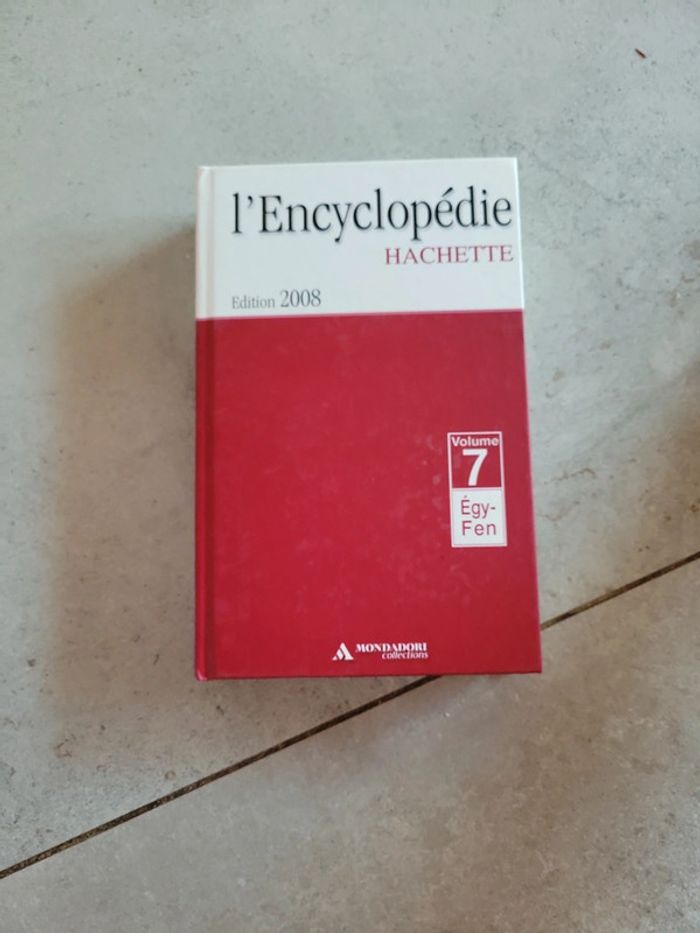 l'Encyclopédie
HACHETTE
Edition 2008
Volume
7
Égy-
Fen
MONDADORI
collections